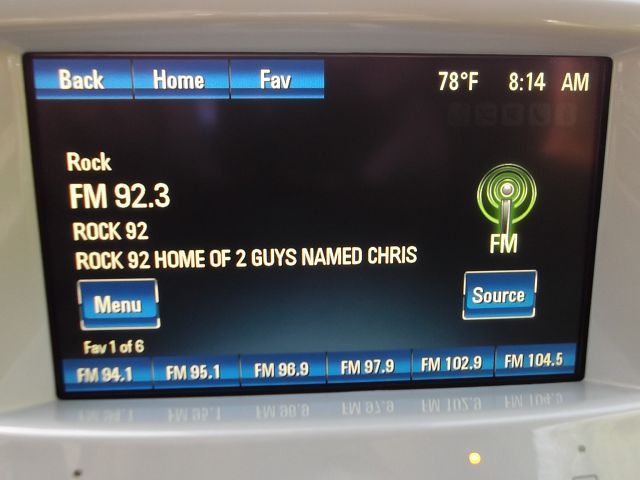 Back Home Fav 78°F 8:14 AM
Rock
FM 92.3
ROCK 92
ROCK 92 HOME OF 2 GUYS NAMED CHRIS
FM
Menu Source
Fav 1 of 6
FM 94.1 FM 95.1 FM 96.9 FM 97.9 FM 102.9 FM 104.5